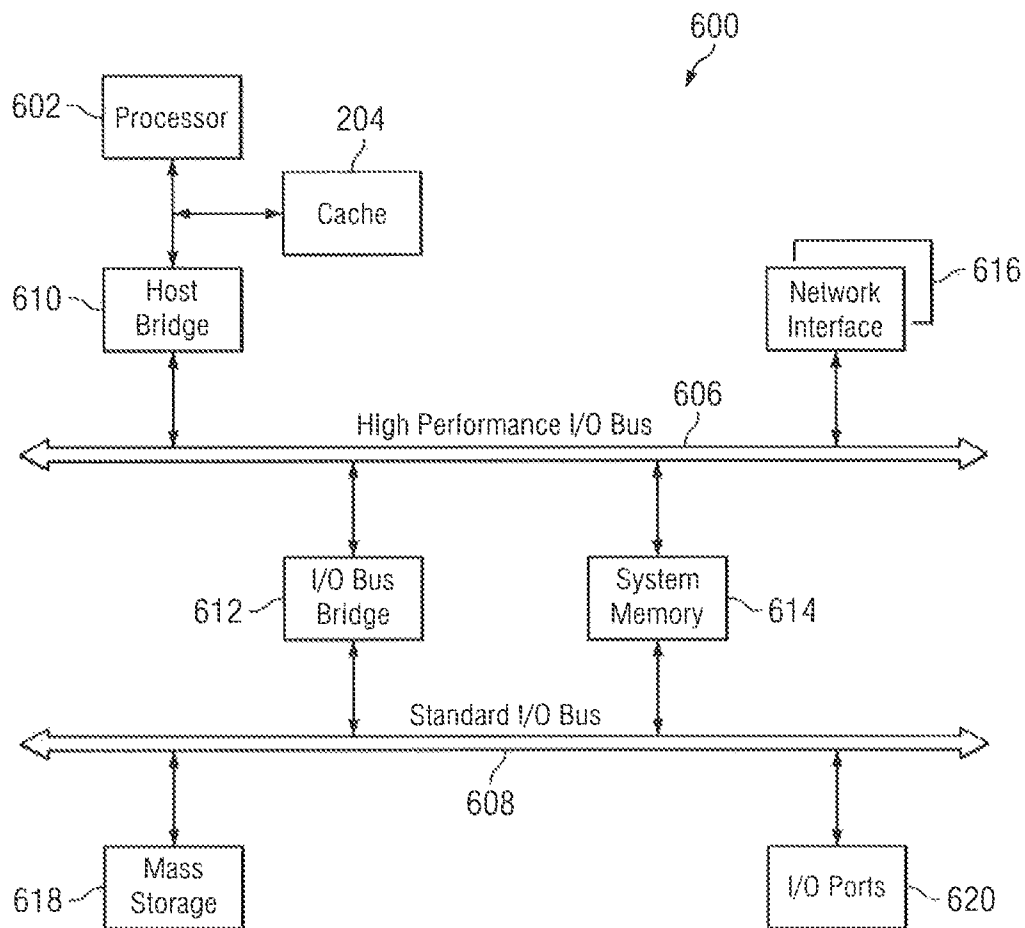 600
602
Processor
204
Cache
610
Host
Bridge
Network
Interface
616
High Performance I/O Bus
606
612
I/O Bus
Bridge
System
Memory
614
Standard I/O Bus
608
618
Mass
Storage
I/O Ports
620